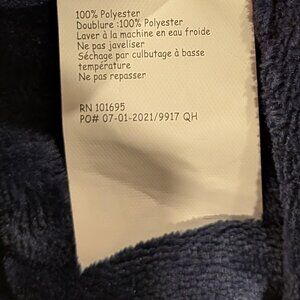 100% Polyester
Doublure :100% Polyester
Laver à la machine en eau froide
Ne pas javeliser
Séchage par culbutage à basse
température
Ne pas repasser
RN 101695
PO# 07-01-2021/9917 QH